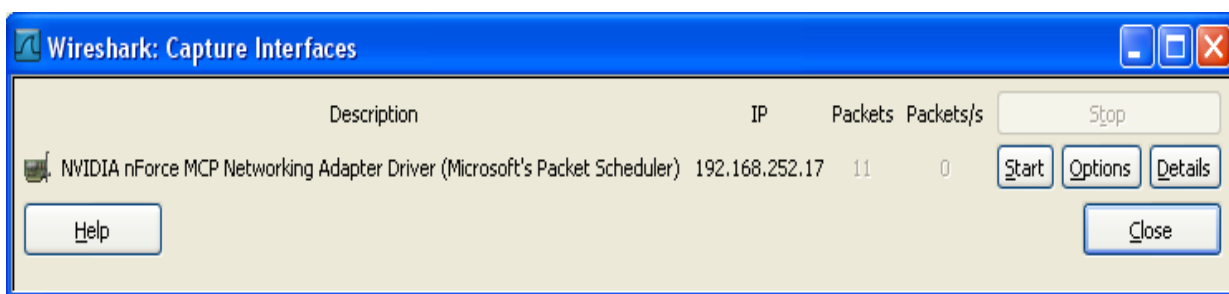 Wireshark: Capture Interfaces
Description IP Packets Packets/s Stop
NVIDIA nForce MCP Networking Adapter Driver (Microsoft's Packet Scheduler) 192.168.252.17 11 0 Start Options Details
Help Close